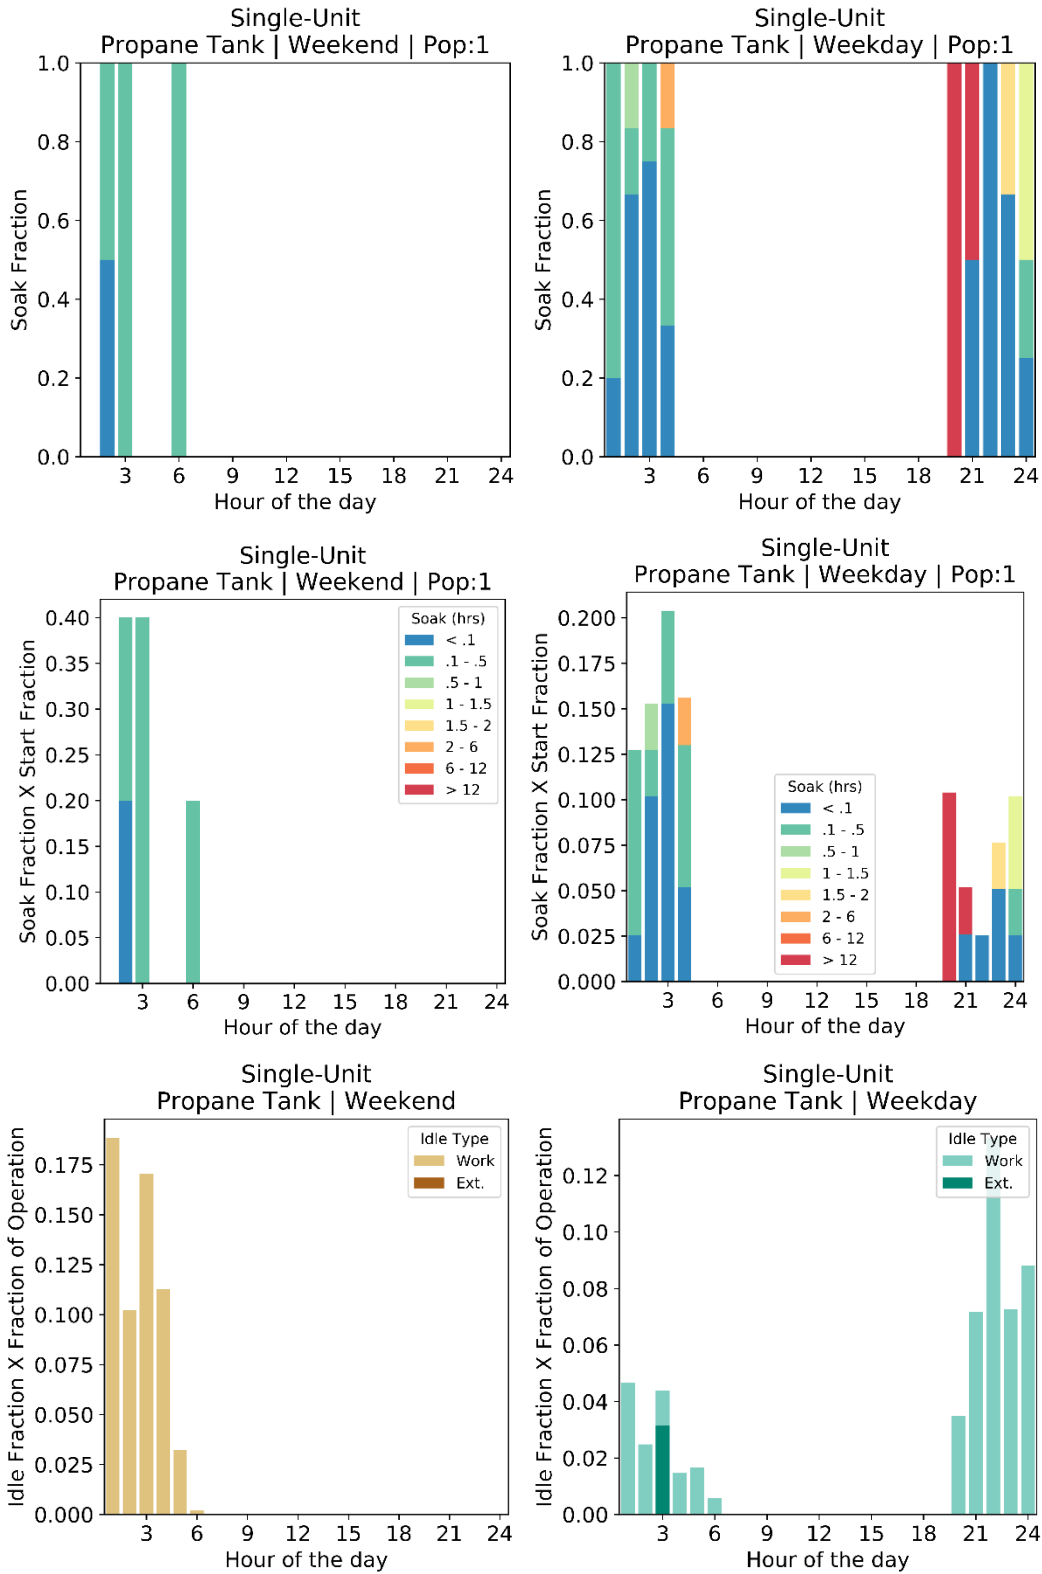 Single-Unit
Propane Tank | Weekend | Pop:1
1.0
0.8
0.6
0.4
0.2
0.0
Soak Fraction
3 6 9 12 15 18 21 24
Hour of the day
Single-Unit
Propane Tank | Weekday | Pop:1
1.0
0.8
0.6
0.4
0.2
0.0
Soak Fraction
3 6 9 12 15 18 21 24
Hour of the day
Single-Unit
Propane Tank | Weekend | Pop:1
0.40
0.35
0.30
0.25
0.20
0.15
0.10
0.05
0.00
Soak Fraction X Start Fraction
Soak (hrs)
< .1
.1 - .5
.5 - 1
1 - 1.5
1.5 - 2
2 - 6
6 - 12
> 12
3 6 9 12 15 18 21 24
Hour of the day
Single-Unit
Propane Tank | Weekday | Pop:1
0.200
0.175
0.150
0.125
0.100
0.075
0.050
0.025
0.000
Soak Fraction X Start Fraction
Soak (hrs)
< .1
.1 - .5
.5 - 1
1 - 1.5
1.5 - 2
2 - 6
6 - 12
> 12
3 6 9 12 15 18 21 24
Hour of the day
Single-Unit
Propane Tank | Weekend
0.175
0.150
0.125
0.100
0.075
0.050
0.025
0.000
Idle Fraction X Fraction of Operation
Idle Type
Work
Ext.
3 6 9 12 15 18 21 24
Hour of the day
Single-Unit
Propane Tank | Weekday
0.12
0.10
0.08
0.06
0.04
0.02
0.00
Idle Fraction X Fraction of Operation
Idle Type
Work
Ext.
3 6 9 12 15 18 21 24
Hour of the day